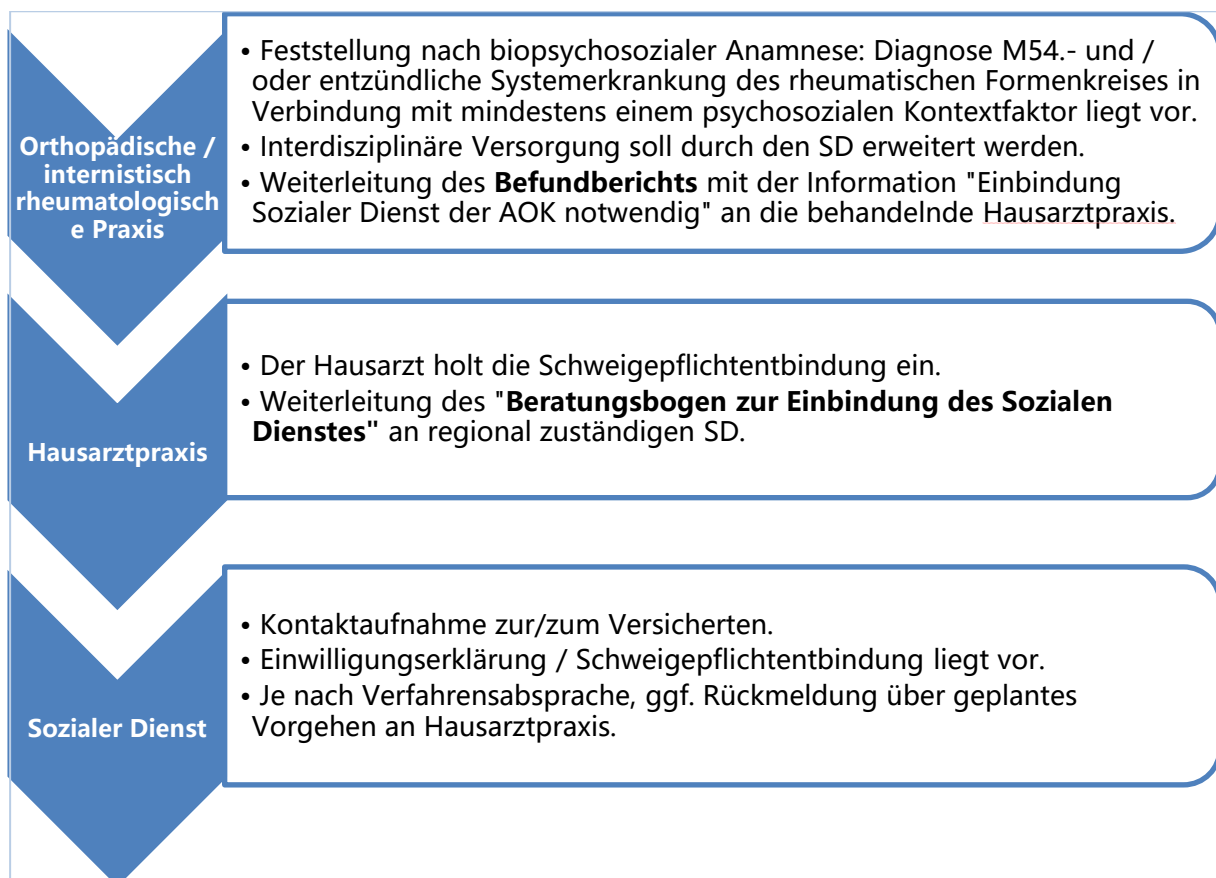 Orthopädische /
internistisch
rheumatologisch
e Praxis
• Feststellung nach biopsychosozialer Anamnese: Diagnose M54.- und /
oder entzündliche Systemerkrankung des rheumatischen Formenkreises in
Verbindung mit mindestens einem psychosozialen Kontextfaktor liegt vor.
• Interdisziplinäre Versorgung soll durch den SD erweitert werden.
• Weiterleitung des Befundberichts mit der Information "Einbindung
Sozialer Dienst der AOK notwendig" an die behandelnde Hausarztpraxis.
Hausarztpraxis
• Der Hausarzt holt die Schweigepflichtentbindung ein.
• Weiterleitung des "Beratungsbogen zur Einbindung des Sozialen
Dienstes" an regional zuständigen SD.
Sozialer Dienst
• Kontaktaufnahme zur/zum Versicherten.
• Einwilligungserklärung / Schweigepflichtentbindung liegt vor.
• Je nach Verfahrensabsprache, ggf. Rückmeldung über geplantes
Vorgehen an Hausarztpraxis.